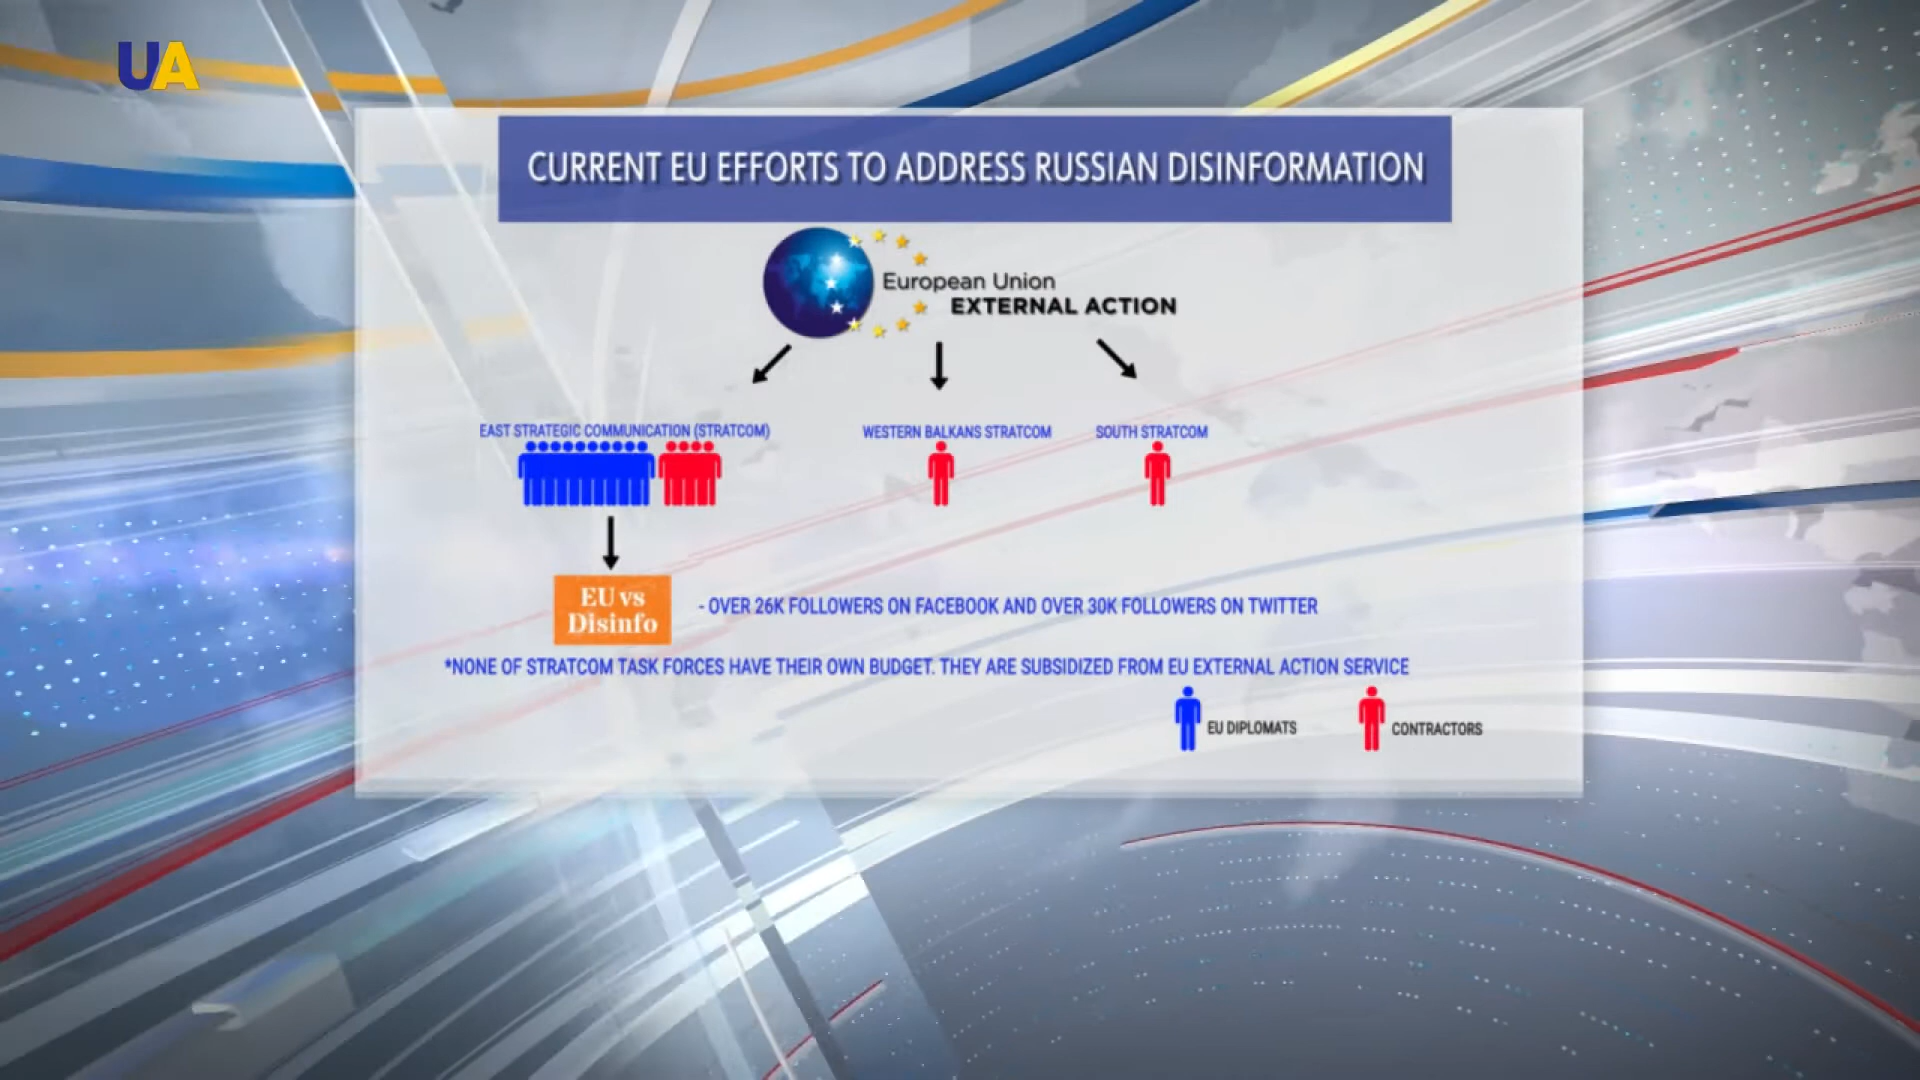 UA
CURRENT EU EFFORTS TO ADDRESS RUSSIAN DISINFORMATION
European Union
EXTERNAL ACTION
EAST STRATEGIC COMMUNICATION (STRATCOM)
WESTERN BALKANS STRATCOM
SOUTH STRATCOM
EU vs
Disinfo
- OVER 26K FOLLOWERS ON FACEBOOK AND OVER 30K FOLLOWERS ON TWITTER
*NONE OF STRATCOM TASK FORCES HAVE THEIR OWN BUDGET. THEY ARE SUBSIDIZED FROM EU EXTERNAL ACTION SERVICE
EU DIPLOMATS
CONTRACTORS